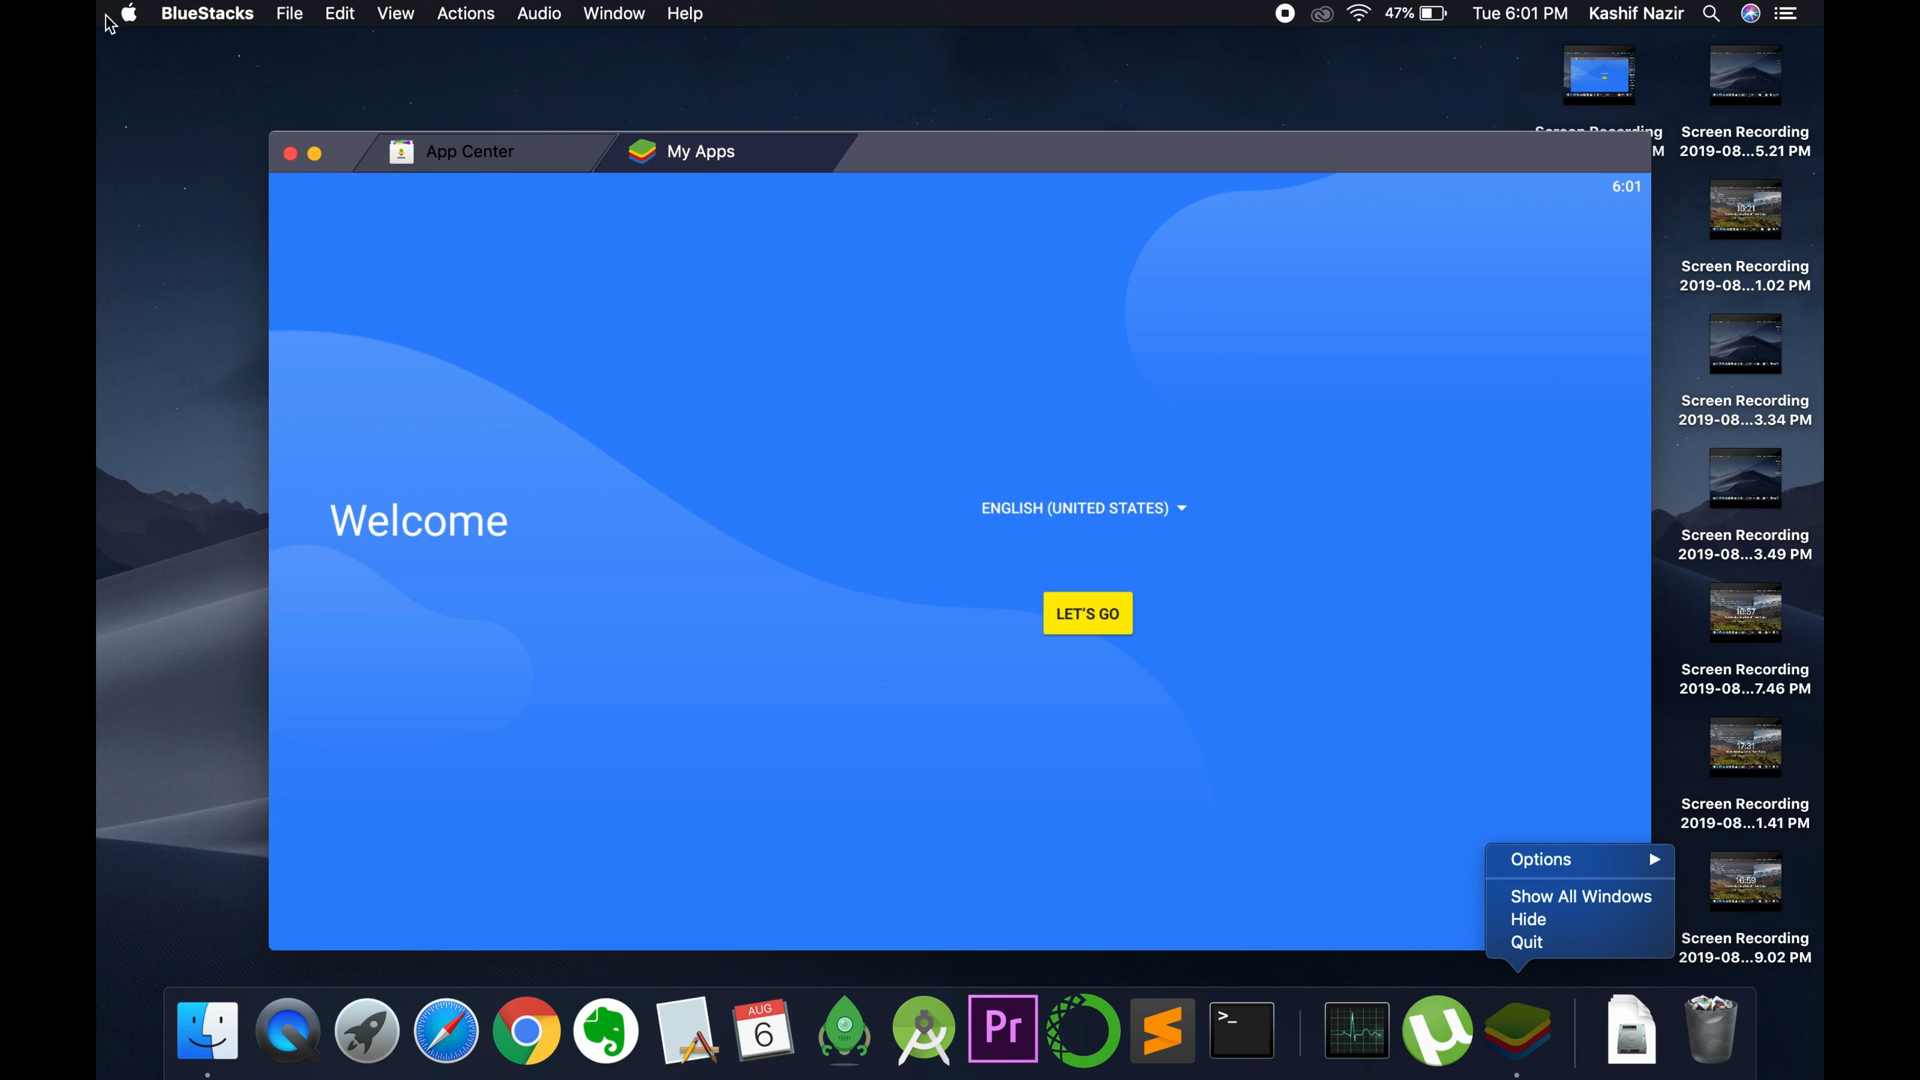 BlueStacks File Edit View Actions Audio Window Help 47% Tue 6:01 PM Kashif Nazir
App Center
My Apps
6:01
Welcome
ENGLISH (UNITED STATES)
LET'S GO
Screen Recording
M
Screen Recording
2019-08...5.21 PM
Screen Recording
2019-08...1.02 PM
Screen Recording
2019-08...3.34 PM
Screen Recording
2019-08...3.49 PM
Screen Recording
2019-08...7.46 PM
Screen Recording
2019-08...1.41 PM
Screen Recording
2019-08...9.02 PM
Options
Show All Windows
Hide
Quit
AUG
6
Pr
>_